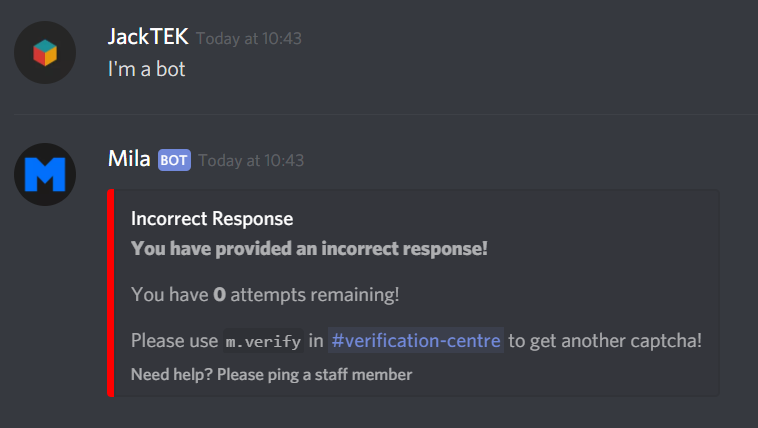 JackTEK Today at 10:43
I'm a bot
Mila BOT Today at 10:43
M
Incorrect Response
You have provided an incorrect response!
You have 0 attempts remaining!
Please use m.verify in #verification-centre to get another captcha!
Need help? Please ping a staff member